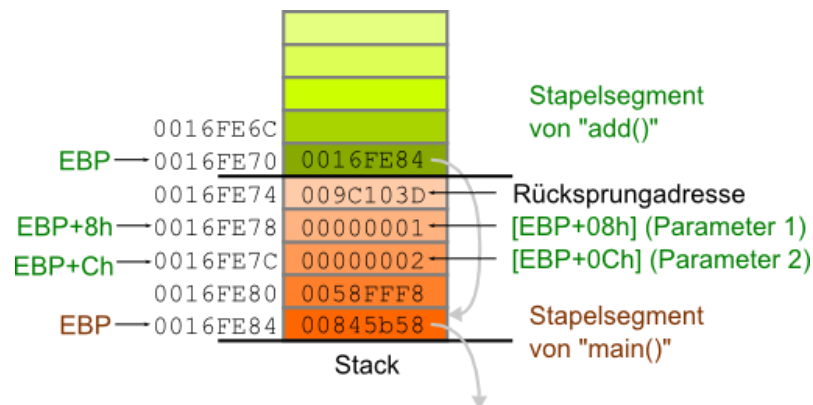 Stapelsegment
von "add()"
0016FE6C
EBP 0016FE70 0016FE84
0016FE74 009C103D Rücksprungadresse
EBP+8h 0016FE78 00000001 [EBP+08h] (Parameter 1)
EBP+Ch 0016FE7C 00000002 [EBP+0Ch] (Parameter 2)
0016FE80 0058FFF8
EBP 0016FE84 00845b58
Stapelsegment
von "main()"
Stack